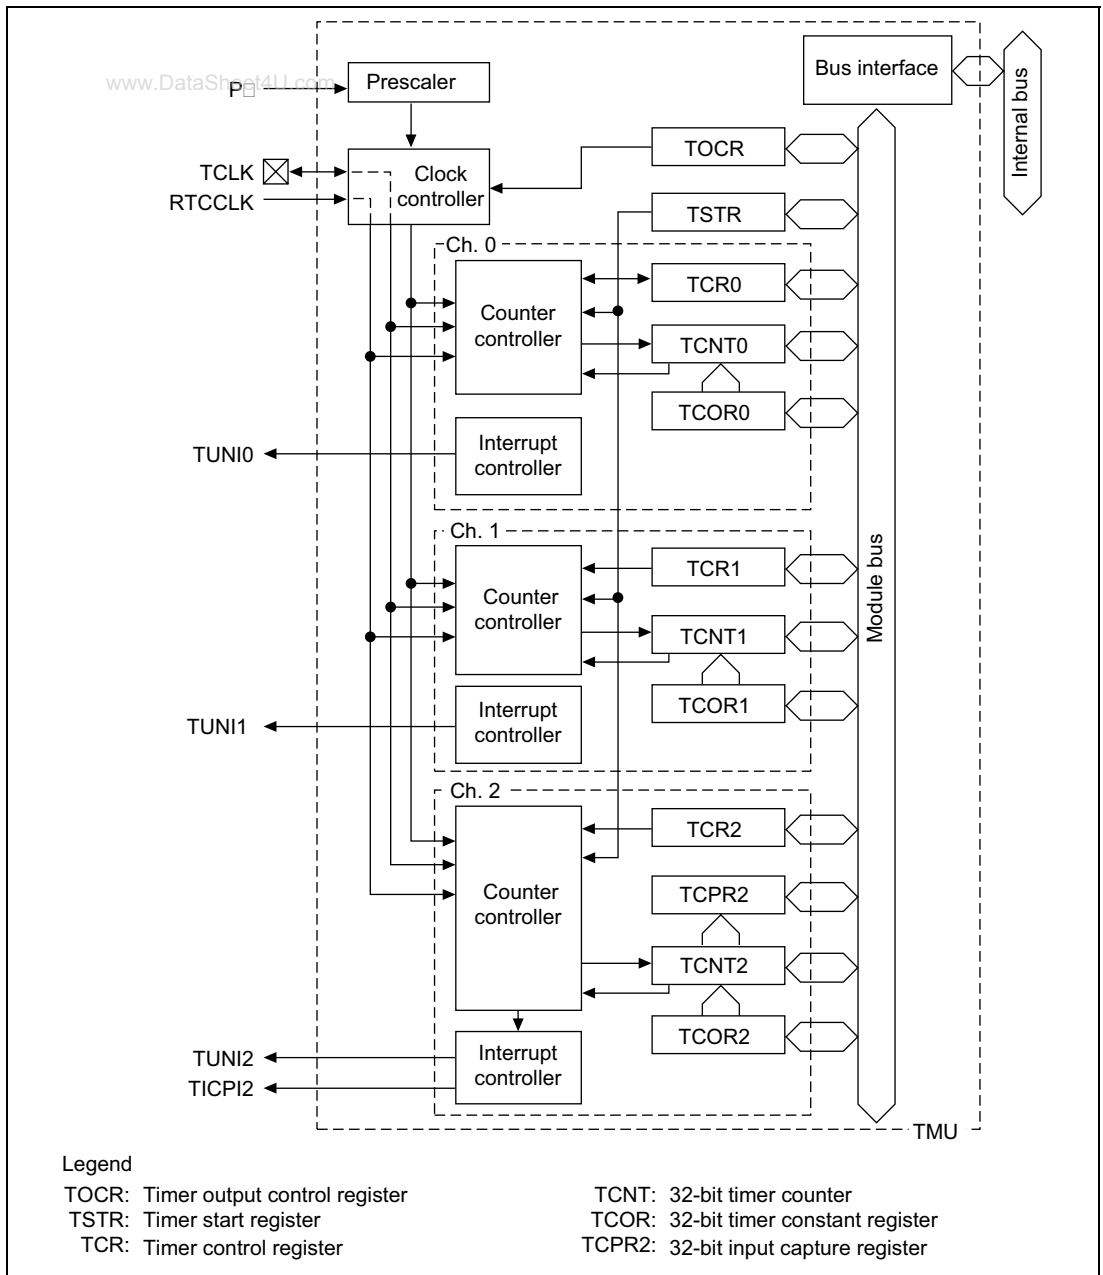 www.DataSheet4U.com
P□
Prescaler
Bus interface
Internal bus
TCLK
RTCCLK
Clock
controller
TOCR
TSTR
Ch. 0
Counter
controller
TCR0
TCNT0
TCOR0
Interrupt
controller
TUNI0
Module bus
Ch. 1
Counter
controller
TCR1
TCNT1
TCOR1
Interrupt
controller
TUNI1
Ch. 2
Counter
controller
TCR2
TCPR2
TCNT2
TCOR2
Interrupt
controller
TUNI2
TICPI2
TMU
Legend
TOCR: Timer output control register
TSTR: Timer start register
TCR: Timer control register
TCNT: 32-bit timer counter
TCOR: 32-bit timer constant register
TCPR2: 32-bit input capture register